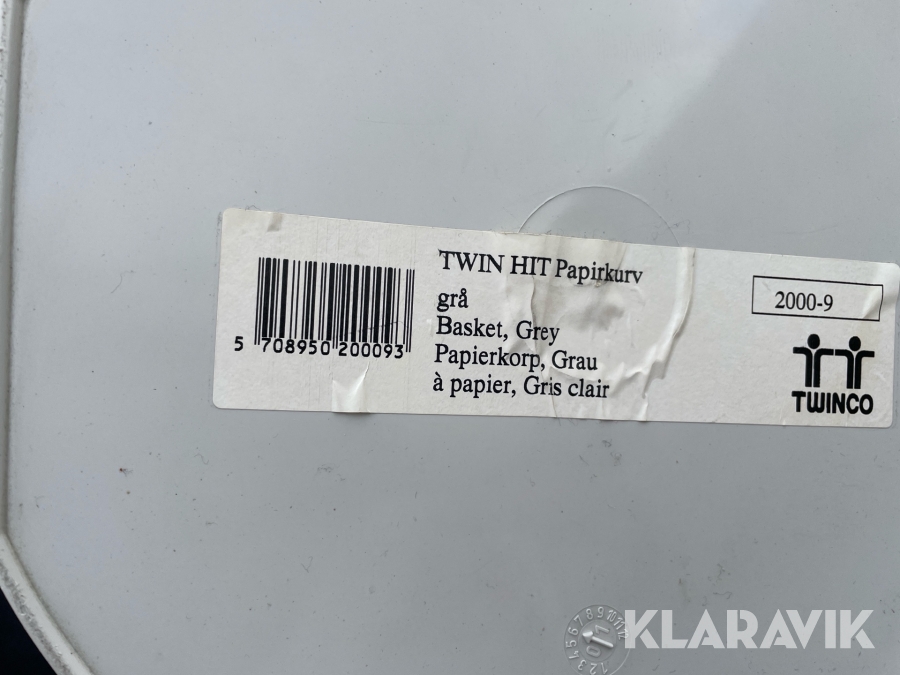 TWIN HIT Papirkurv
grå
Basket, Grey
Papierkorp, Grau
à papier, Gris clair
5 708950 200093
2000-9
TWINCO
KLARAVIK